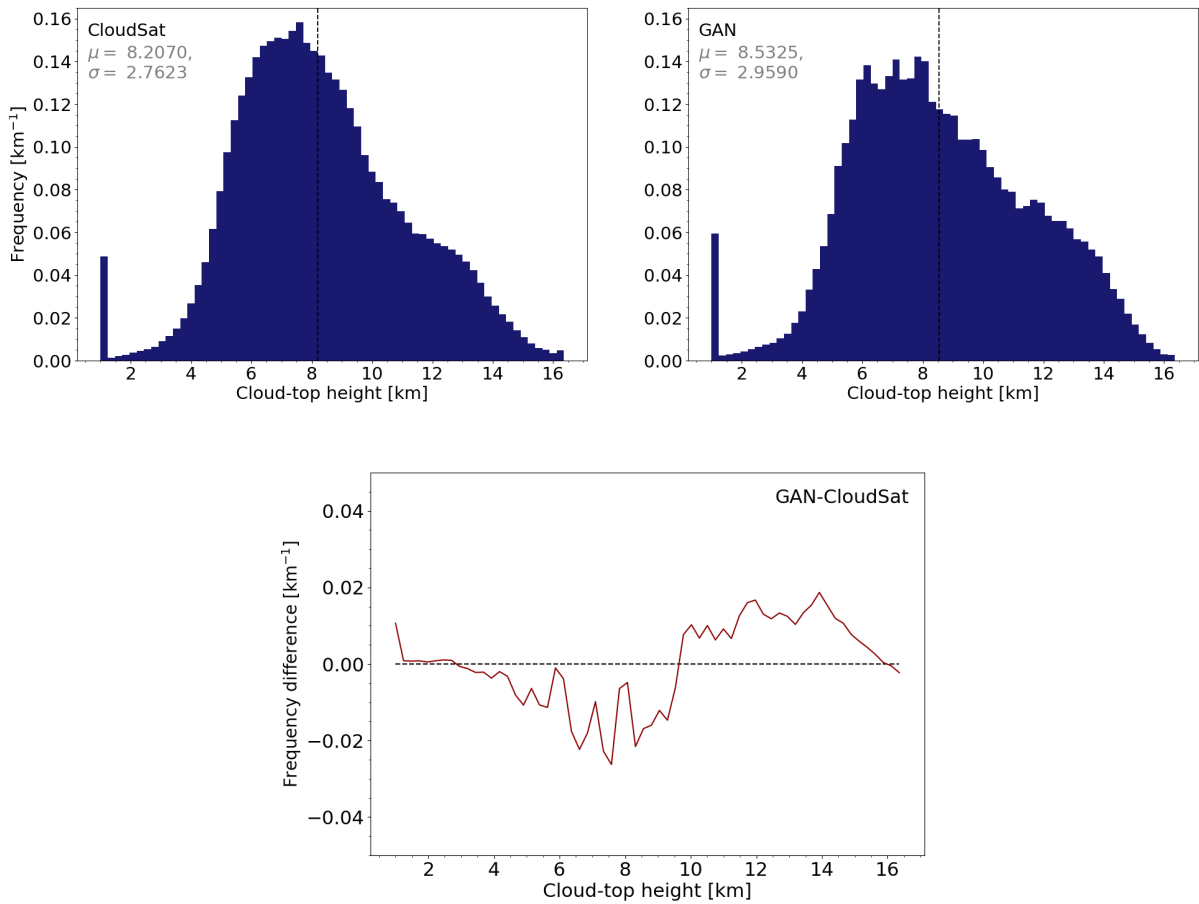 CloudSat
μ = 8.2070,
σ = 2.7623
0.16
0.14
0.12
0.10
0.08
0.06
0.04
0.02
0.00
Frequency [km⁻¹]
2 4 6 8 10 12 14 16
Cloud-top height [km]
GAN
μ = 8.5325,
σ = 2.9590
0.16
0.14
0.12
0.10
0.08
0.06
0.04
0.02
0.00
2 4 6 8 10 12 14 16
Cloud-top height [km]
GAN-CloudSat
0.04
0.02
0.00
−0.02
−0.04
Frequency difference [km⁻¹]
2 4 6 8 10 12 14 16
Cloud-top height [km]